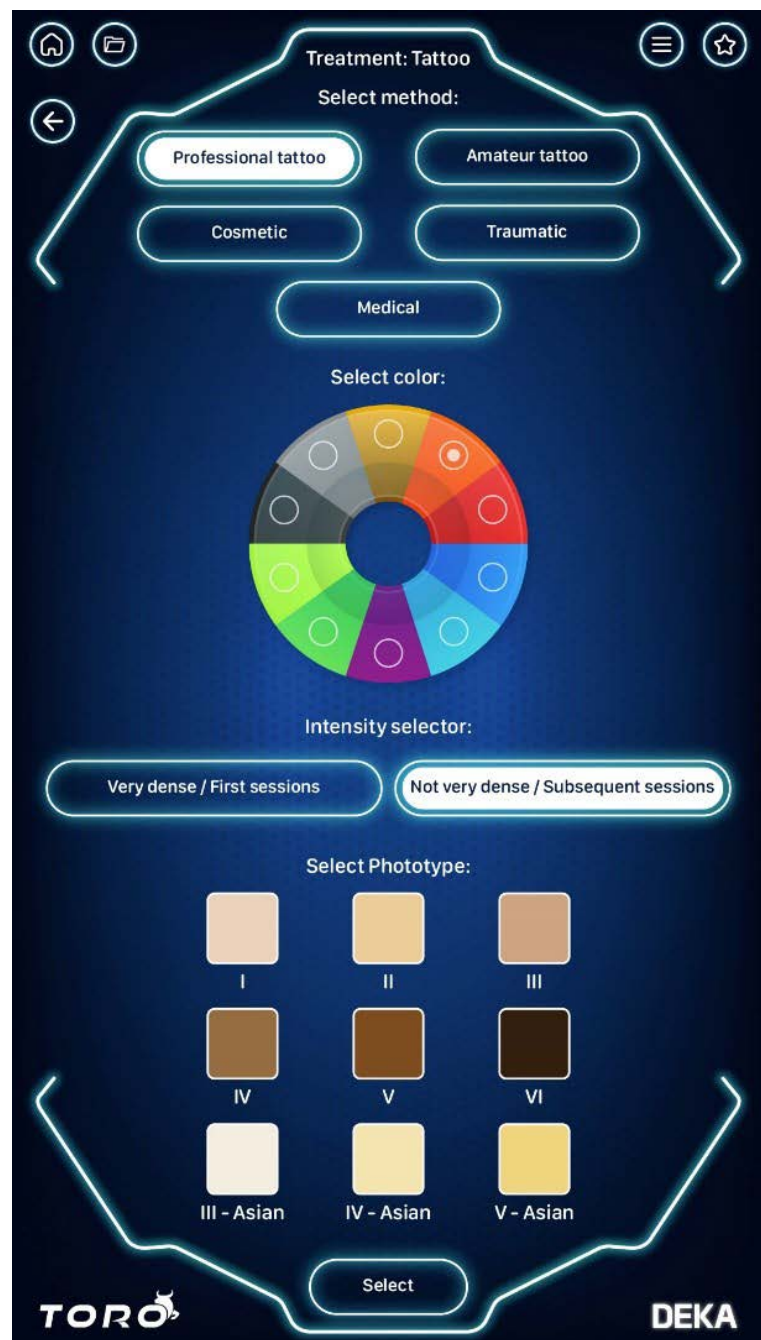 Treatment: Tattoo
Select method:
Professional tattoo
Amateur tattoo
Cosmetic
Traumatic
Medical
Select color:
Intensity selector:
Very dense / First sessions
Not very dense / Subsequent sessions
Select Phototype:
I
II
III
IV
V
VI
III - Asian
IV - Asian
V - Asian
Select
TORO
DEKA